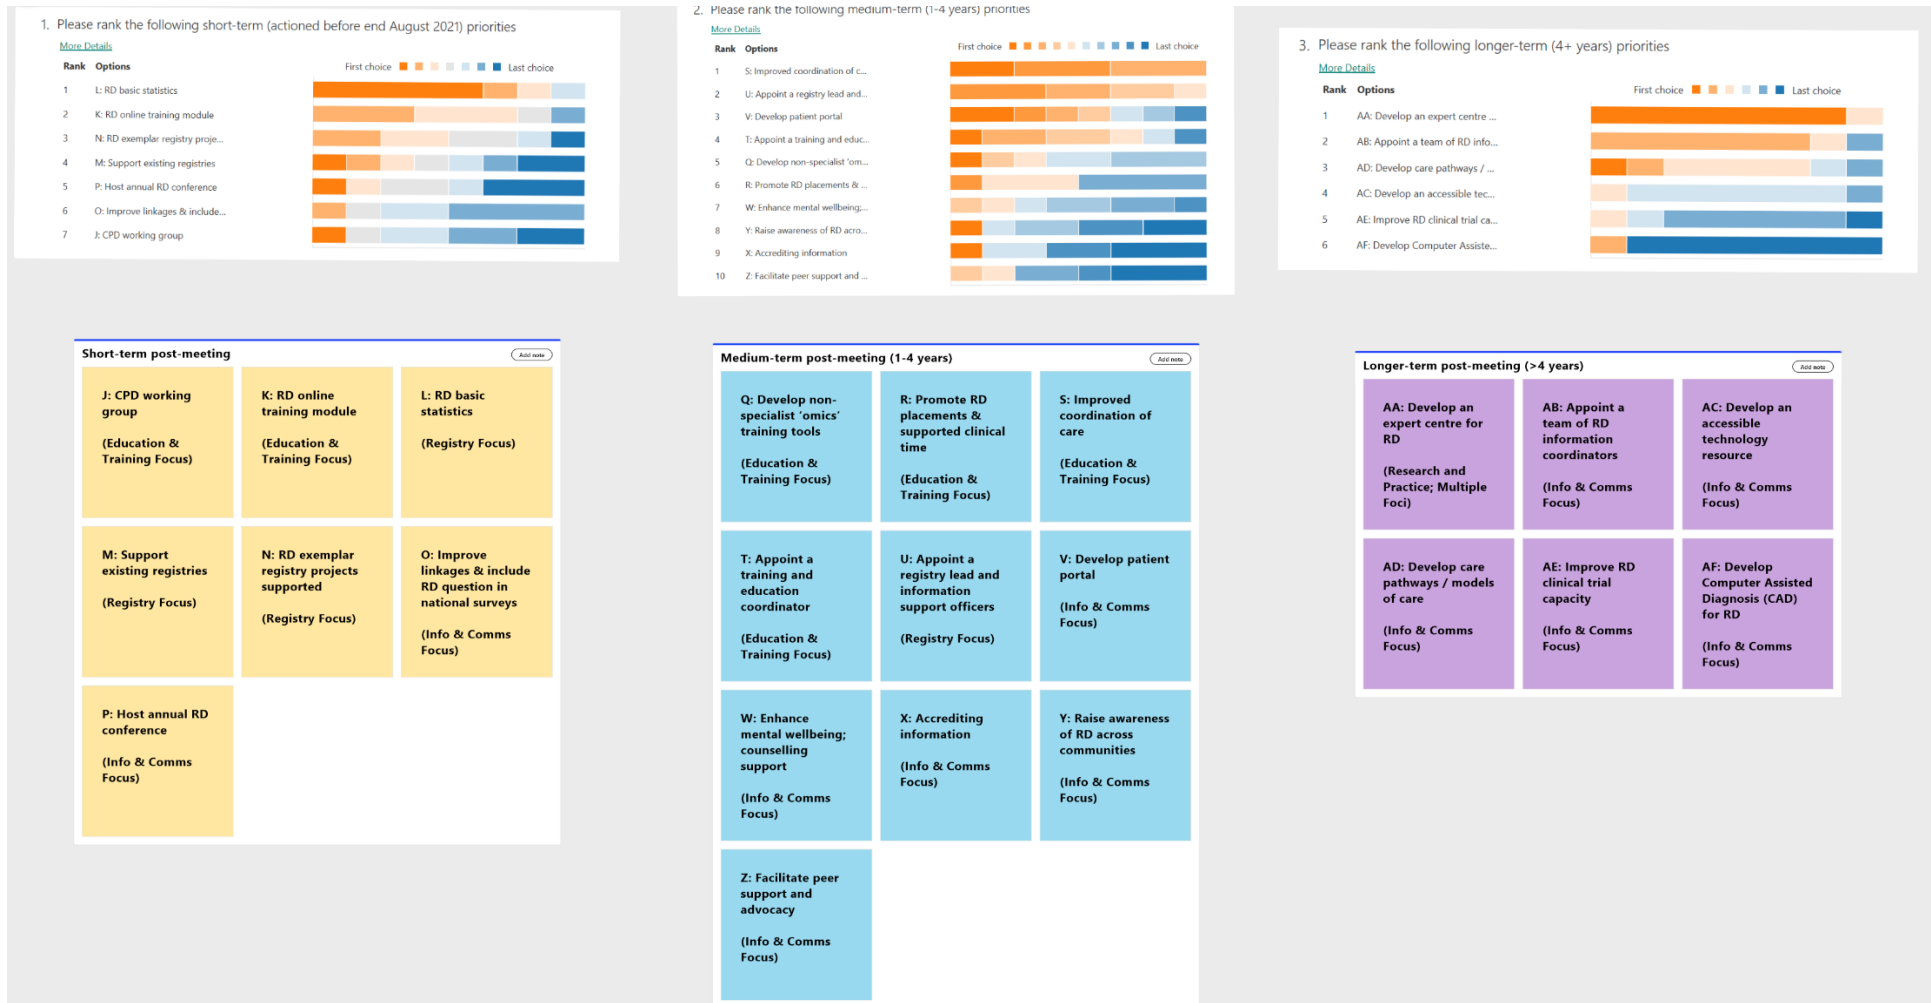 1. Please rank the following short-term (actioned before end August 2021) priorities
More Details
Rank Options
First choice Last choice
1 L: RD basic statistics
2 K: RD online training module
3 N: RD exemplar registry proje...
4 M: Support existing registries
5 P: Host annual RD conference
6 O: Improve linkages & include...
7 J: CPD working group
2. Please rank the following medium-term (1-4 years) priorities
More Details
Rank Options
First choice Last choice
1 S: Improved coordination of c...
2 U: Appoint a registry lead and...
3 V: Develop patient portal
4 T: Appoint a training and educ...
5 Q: Develop non-specialist 'om...
6 R: Promote RD placements & ...
7 W: Enhance mental wellbeing;...
8 Y: Raise awareness of RD acro...
9 X: Accrediting information
10 Z: Facilitate peer support and ...
3. Please rank the following longer-term (4+ years) priorities
More Details
Rank Options
First choice Last choice
1 AA: Develop an expert centre ...
2 AB: Appoint a team of RD info...
3 AD: Develop care pathways / ...
4 AC: Develop an accessible tec...
5 AE: Improve RD clinical trial ca...
6 AF: Develop Computer Assiste...
Short-term post-meeting
Add note
J: CPD working
group
(Education &
Training Focus)
K: RD online
training module
(Education &
Training Focus)
L: RD basic
statistics
(Registry Focus)
M: Support
existing registries
(Registry Focus)
N: RD exemplar
registry projects
supported
(Registry Focus)
O: Improve
linkages & include
RD question in
national surveys
(Info & Comms
Focus)
P: Host annual RD
conference
(Info & Comms
Focus)
Medium-term post-meeting (1-4 years)
Add note
Q: Develop non-
specialist ‘omics’
training tools
(Education &
Training Focus)
R: Promote RD
placements &
supported clinical
time
(Education &
Training Focus)
S: Improved
coordination of
care
(Education &
Training Focus)
T: Appoint a
training and
education
coordinator
(Education &
Training Focus)
U: Appoint a
registry lead and
information
support officers
(Registry Focus)
V: Develop patient
portal
(Info & Comms
Focus)
W: Enhance
mental wellbeing;
counselling
support
(Info & Comms
Focus)
X: Accrediting
information
(Info & Comms
Focus)
Y: Raise awareness
of RD across
communities
(Info & Comms
Focus)
Z: Facilitate peer
support and
advocacy
(Info & Comms
Focus)
Longer-term post-meeting (>4 years)
Add note
AA: Develop an
expert centre for
RD
(Research and
Practice; Multiple
Foci)
AB: Appoint a
team of RD
information
coordinators
(Info & Comms
Focus)
AC: Develop an
accessible
technology
resource
(Info & Comms
Focus)
AD: Develop care
pathways / models
of care
(Info & Comms
Focus)
AE: Improve RD
clinical trial
capacity
(Info & Comms
Focus)
AF: Develop
Computer Assisted
Diagnosis (CAD)
for RD
(Info & Comms
Focus)